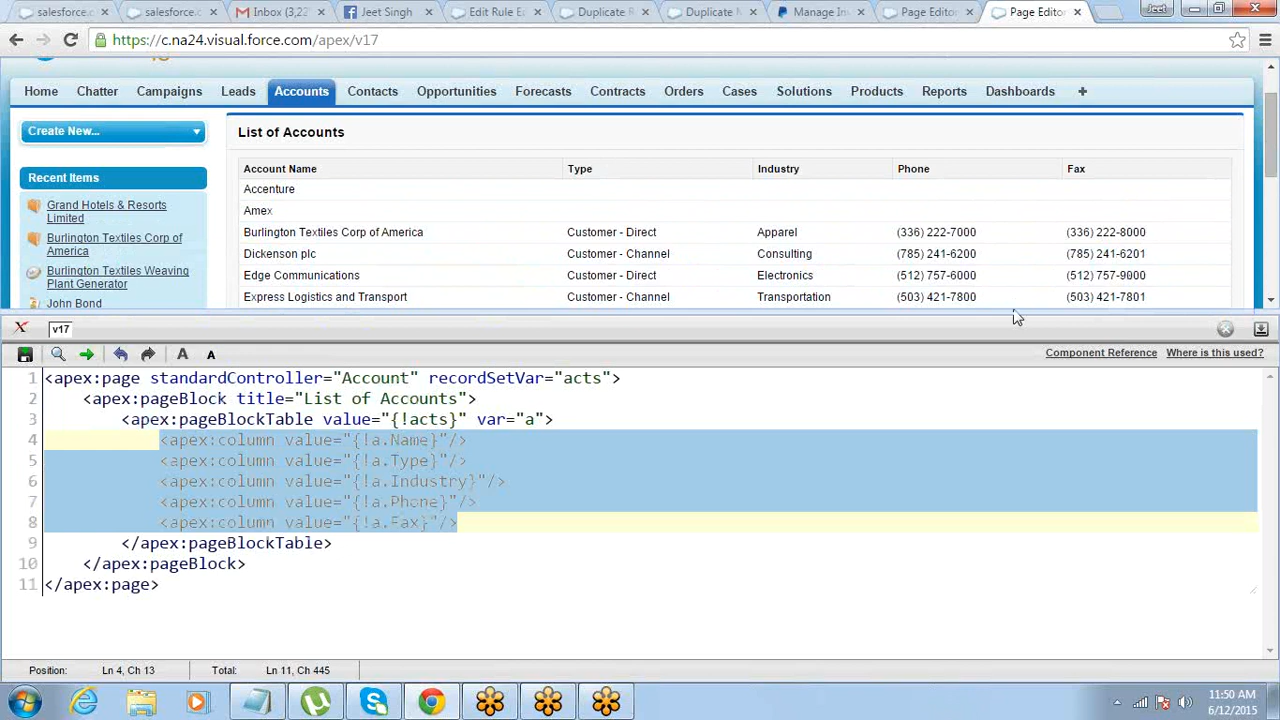 salesforce.c
salesforce.c
Inbox (3,22
Jeet Singh
Edit Rule E
Duplicate R
Duplicate M
Manage In
Page Editor
Page Editor
Jeet
https://c.na24.visual.force.com/apex/v17
Home
Chatter
Campaigns
Leads
Accounts
Contacts
Opportunities
Forecasts
Contracts
Orders
Cases
Solutions
Products
Reports
Dashboards
+
Create New...
List of Accounts
Recent Items
Grand Hotels & Resorts
Limited
Burlington Textiles Corp of
America
Burlington Textiles Weaving
Plant Generator
John Bond
Account Name Type Industry Phone Fax
Accenture
Amex
Burlington Textiles Corp of America Customer - Direct Apparel (336) 222-7000 (336) 222-8000
Dickenson plc Customer - Channel Consulting (785) 241-6200 (785) 241-6201
Edge Communications Customer - Direct Electronics (512) 757-6000 (512) 757-9000
Express Logistics and Transport Customer - Channel Transportation (503) 421-7800 (503) 421-7801
v17
A A
Component Reference Where is this used?
1 <apex:page standardController="Account" recordSetVar="acts">
2 <apex:pageBlock title="List of Accounts">
3 <apex:pageBlockTable value="{!acts}" var="a">
4 <apex:column value="{!a.Name}"/>
5 <apex:column value="{!a.Type}"/>
6 <apex:column value="{!a.Industry}"/>
7 <apex:column value="{!a.Phone}"/>
8 <apex:column value="{!a.Fax}"/>
9 </apex:pageBlockTable>
10 </apex:pageBlock>
11 </apex:page>
Position: Ln 4, Ch 13 Total: Ln 11, Ch 445
11:50 AM
6/12/2015